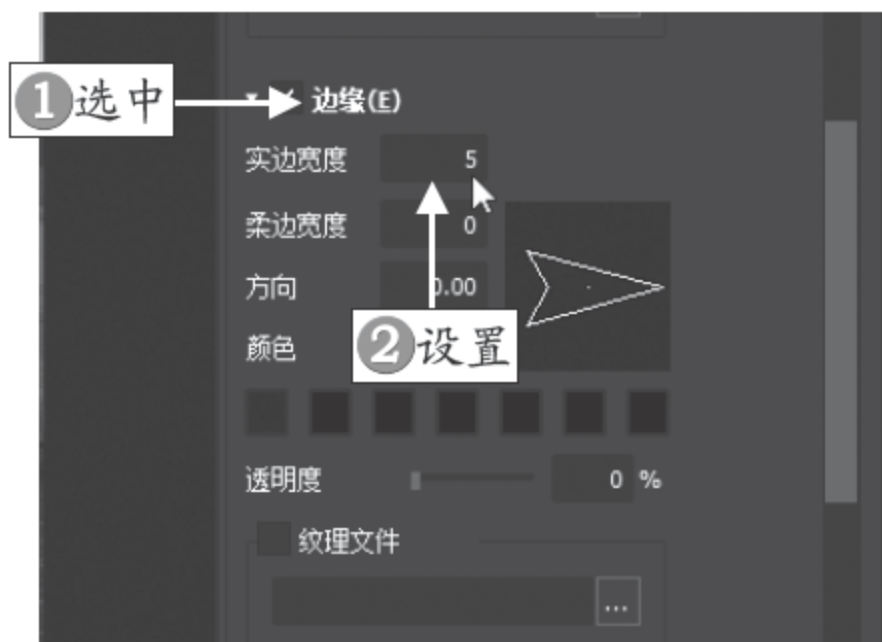 1选中
边缘(E)
实边宽度 5
柔边宽度 0
方向 0.00
颜色
2设置
透明度 0 %
纹理文件
...